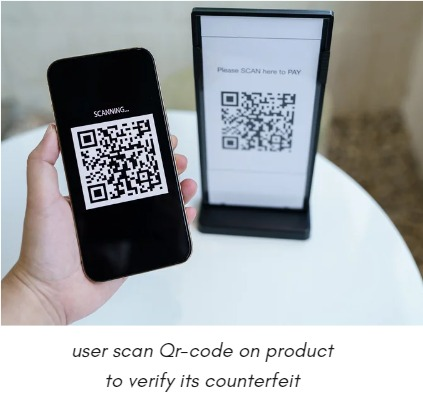 SCANNING...
Please SCAN here to PAY
user scan Qr-code on product
to verify its counterfeit